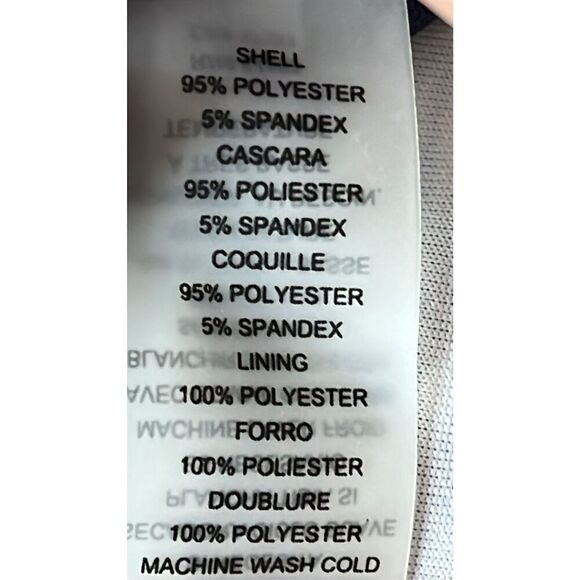 SHELL
95% POLYESTER
5% SPANDEX
CASCARA
95% POLIESTER
5% SPANDEX
COQUILLE
95% POLYESTER
5% SPANDEX
LINING
100% POLYESTER
FORRO
100% POLIESTER
DOUBLURE
100% POLYESTER
MACHINE WASH COLD